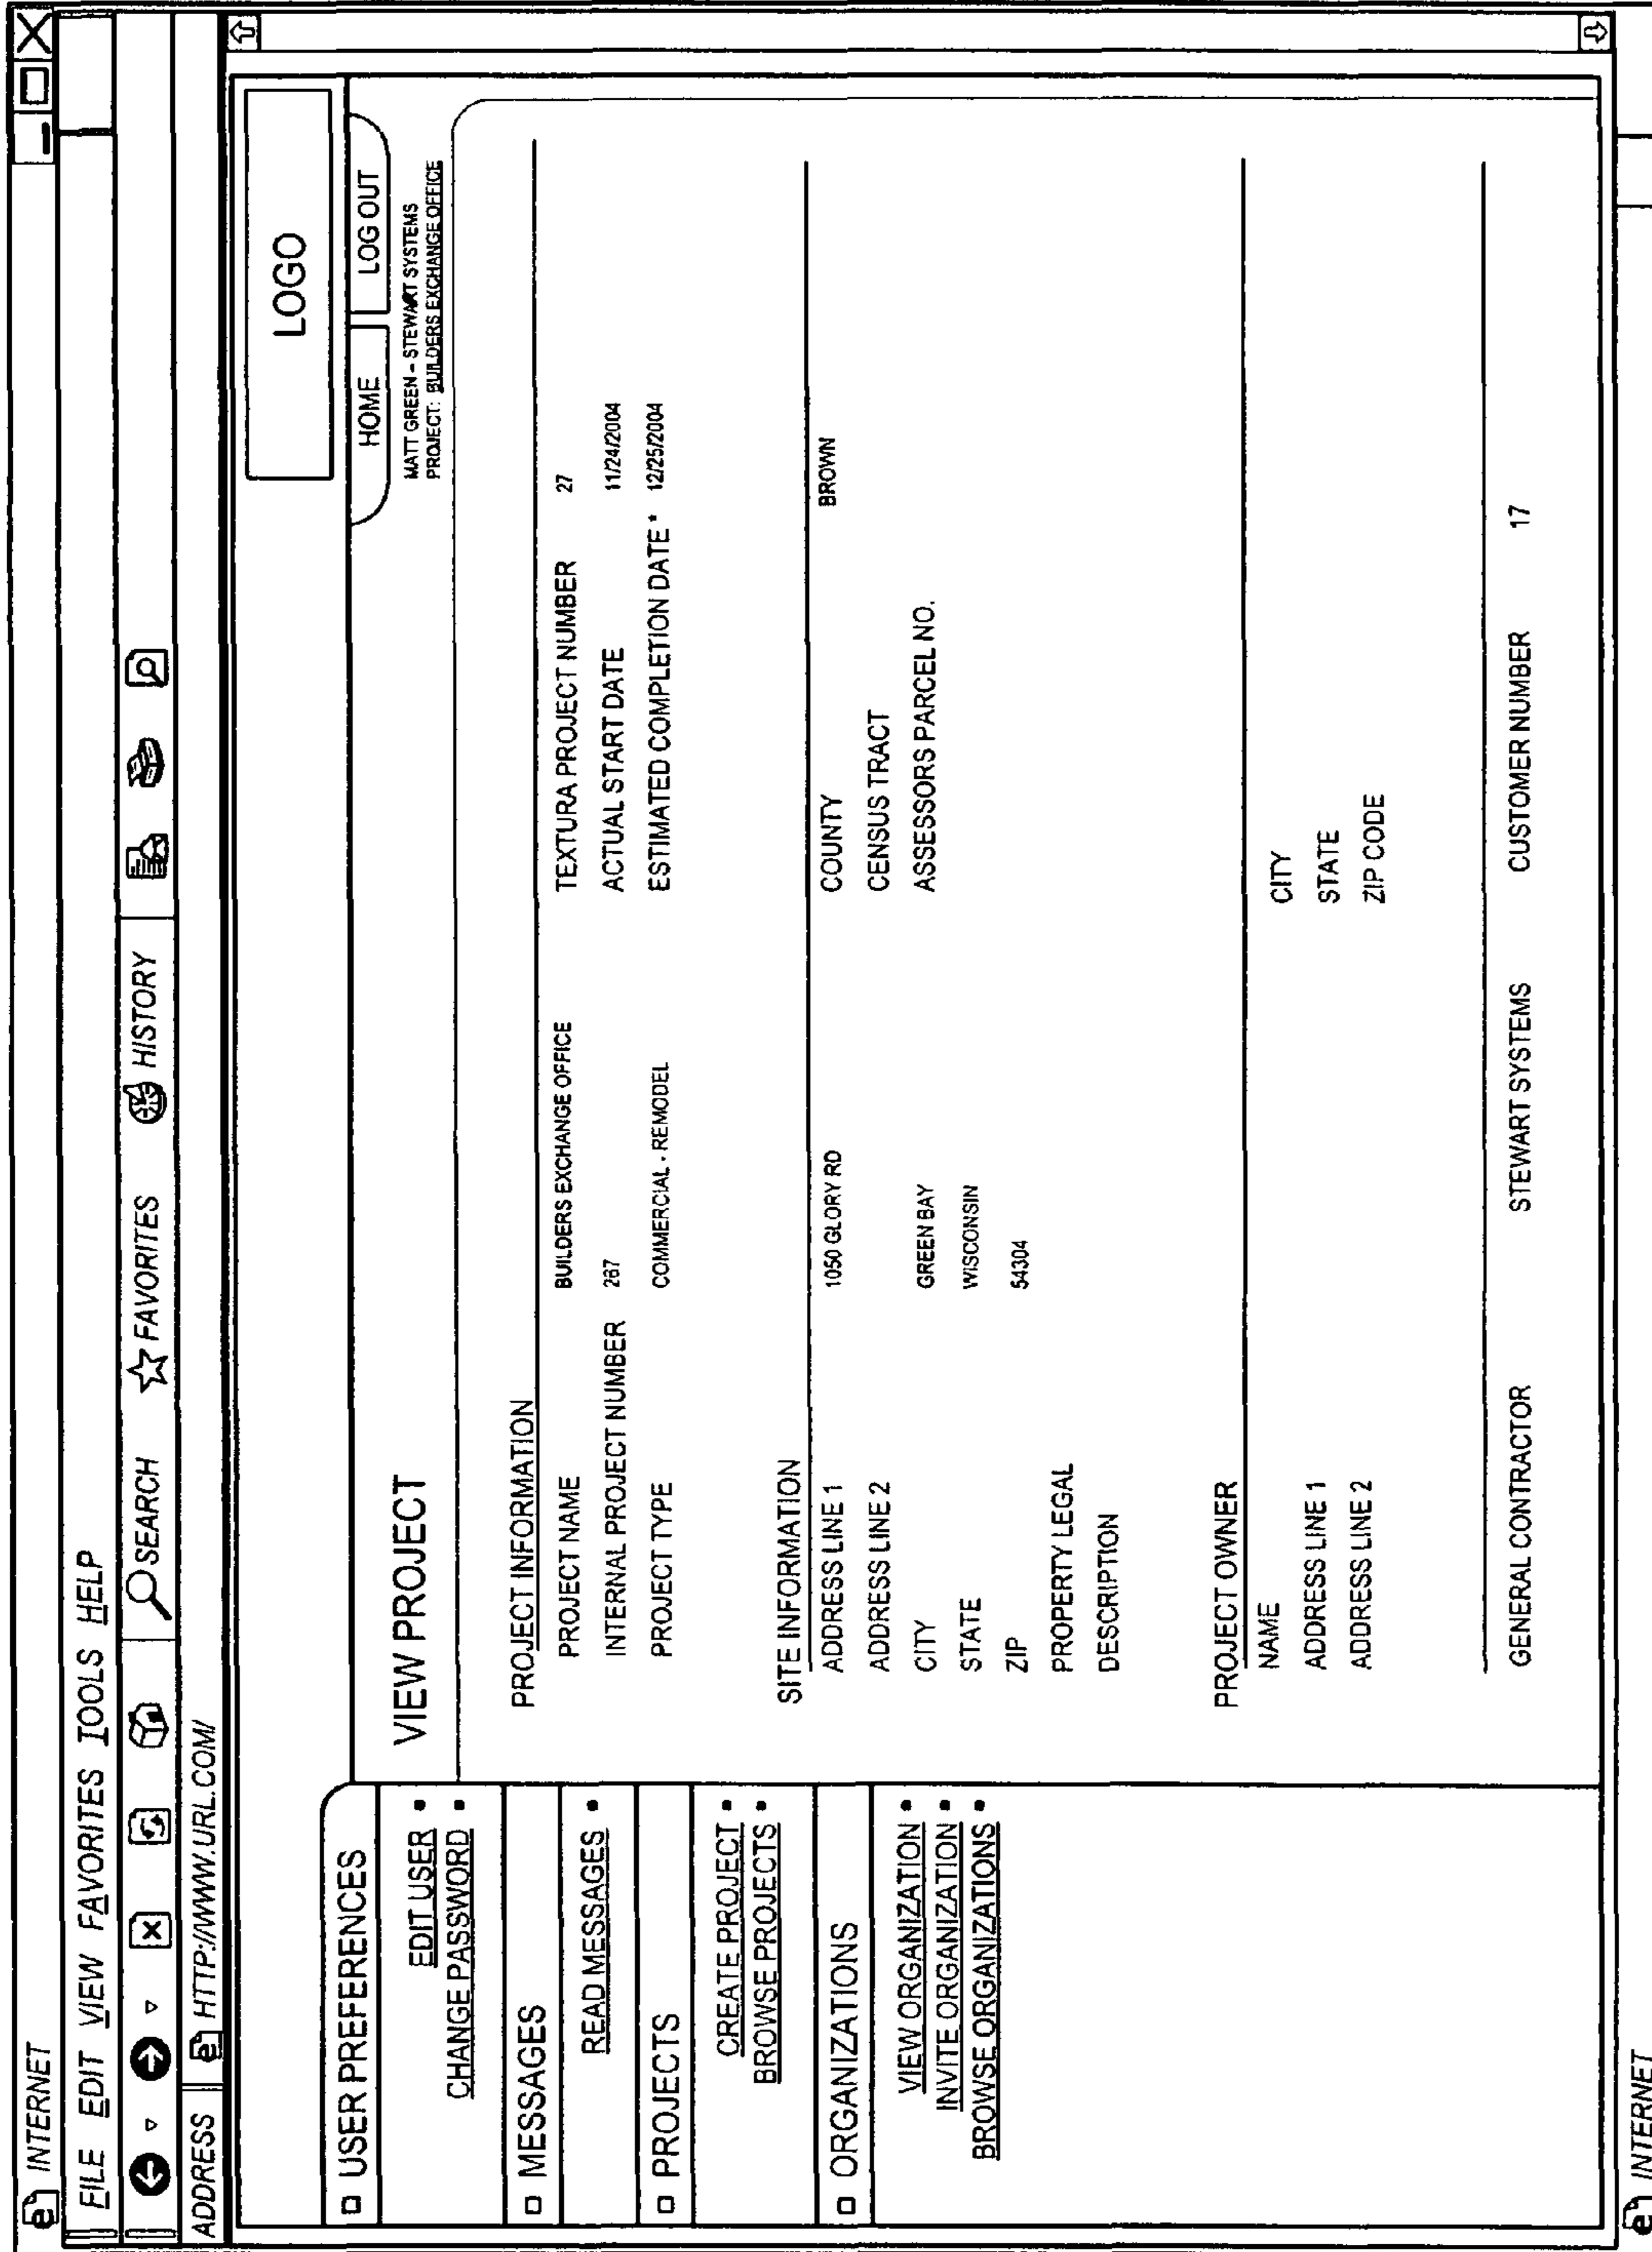 INTERNET
FILE EDIT VIEW FAVORITES TOOLS HELP
SEARCH FAVORITES HISTORY
ADDRESS HTTP://WWW.URL.COM/
LOGO
HOME LOG OUT
USER PREFERENCES
EDIT USER
CHANGE PASSWORD
MESSAGES
READ MESSAGES
PROJECTS
CREATE PROJECT
BROWSE PROJECTS
ORGANIZATIONS
VIEW ORGANIZATION
INVITE ORGANIZATION
BROWSE ORGANIZATIONS
VIEW PROJECT
MATT GREEN – STEWART SYSTEMS
PROJECT: BUILDERS EXCHANGE OFFICE
PROJECT INFORMATION
PROJECT NAME BUILDERS EXCHANGE OFFICE TEXTURA PROJECT NUMBER 27
INTERNAL PROJECT NUMBER 267 ACTUAL START DATE 11/24/2004
PROJECT TYPE COMMERCIAL - REMODEL ESTIMATED COMPLETION DATE * 12/25/2004
SITE INFORMATION
ADDRESS LINE 1 1050 GLORY RD COUNTY BROWN
ADDRESS LINE 2 CENSUS TRACT
CITY GREEN BAY ASSESSORS PARCEL NO.
STATE WISCONSIN
ZIP 54304
PROPERTY LEGAL
DESCRIPTION
PROJECT OWNER
NAME CITY
ADDRESS LINE 1 STATE
ADDRESS LINE 2 ZIP CODE
GENERAL CONTRACTOR STEWART SYSTEMS CUSTOMER NUMBER 17
INTERNET